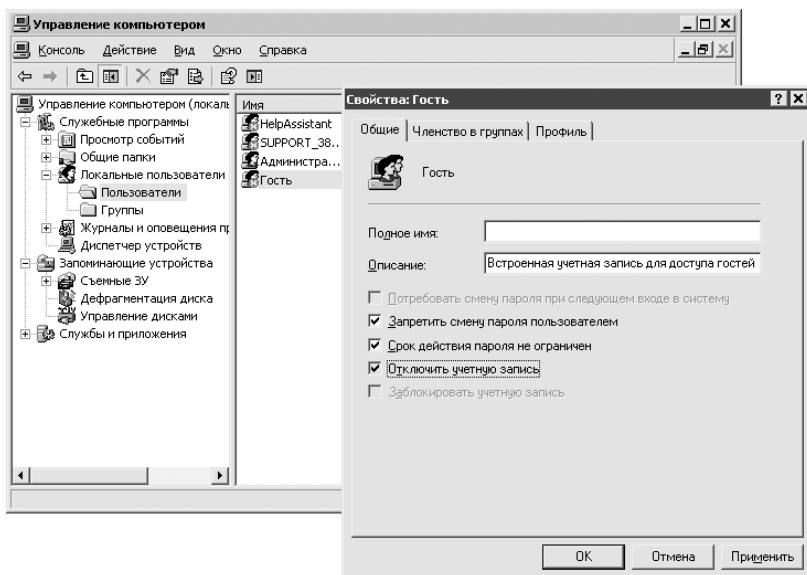 Управление компьютером
Консоль Действие Вид Окно Справка
Управление компьютером (локаль
Служебные программы
Просмотр событий
Общие папки
Локальные пользователи
Пользователи
Группы
Журналы и оповещения пр
Диспетчер устройств
Запоминающие устройства
Съемные ЗУ
Дефрагментация диска
Управление дисками
Службы и приложения
Имя
HelpAssistant
SUPPORT_38...
Администра...
Гость
Свойства: Гость
Общие Членство в группах Профиль
Гость
Полное имя:
Описание: Встроенная учетная запись для доступа гостей
Потребовать смену пароля при следующем входе в систему
Запретить смену пароля пользователем
Срок действия пароля не ограничен
Отключить учетную запись
Заблокировать учетную запись
OK Отмена Применить